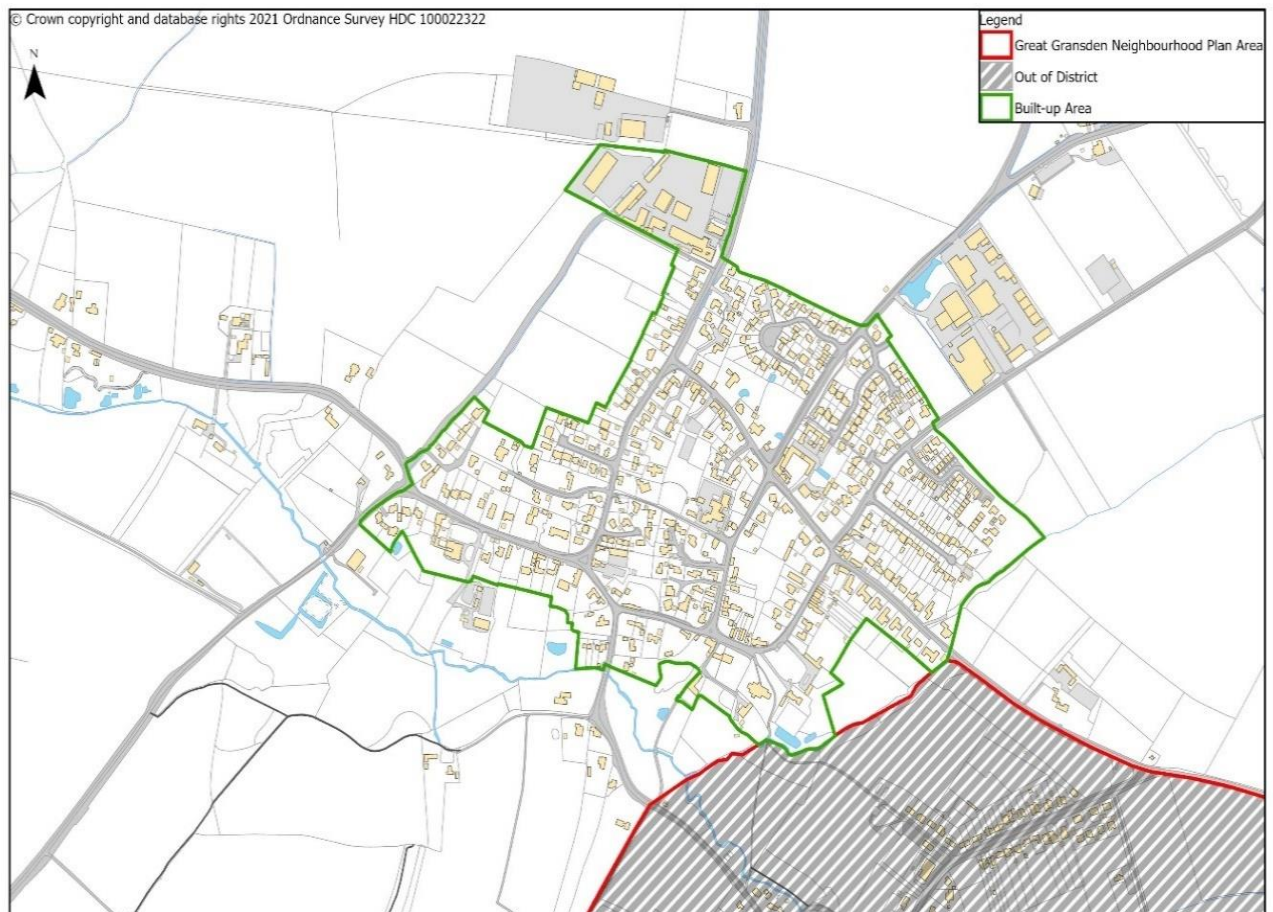 © Crown copyright and database rights 2021 Ordnance Survey HDC 100022322
Legend
Great Gransden Neighbourhood Plan Area
Out of District
Built-up Area
N